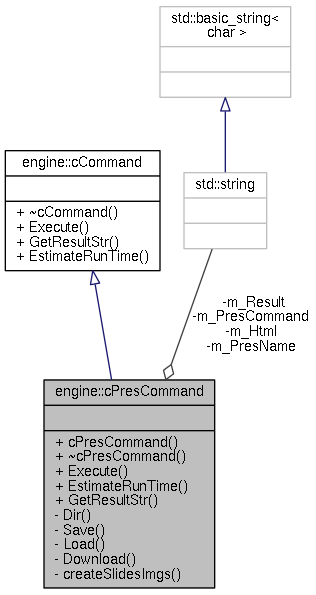 std::basic_string<
char >
engine::cCommand
+ ~cCommand()
+ Execute()
+ GetResultStr()
+ EstimateRunTime()
std::string
-m_Result
-m_PresCommand
-m_Html
-m_PresName
engine::cPresCommand
+ cPresCommand()
+ ~cPresCommand()
+ Execute()
+ EstimateRunTime()
+ GetResultStr()
- Dir()
- Save()
- Load()
- Download()
- createSlidesImgs()